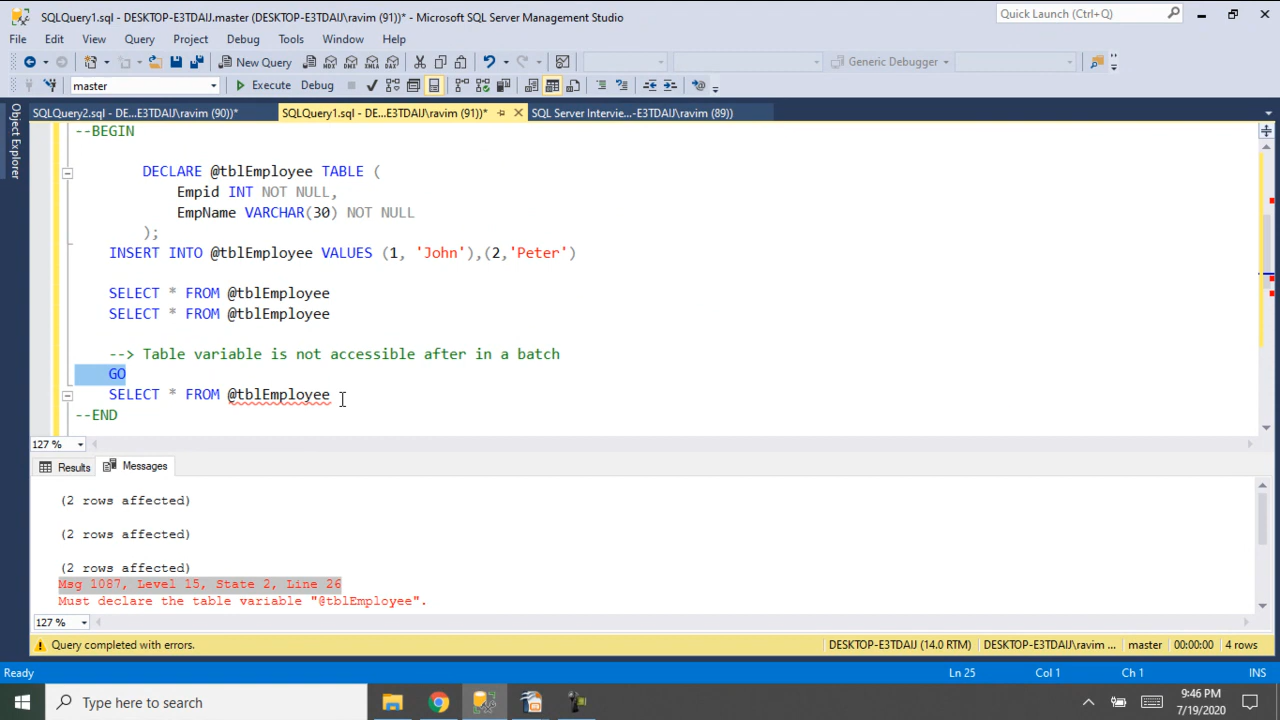 SQLQuery1.sql - DESKTOP-E3TDAIJ.master (DESKTOP-E3TDAIJ\ravim (91))* - Microsoft SQL Server Management Studio
Quick Launch (Ctrl+Q)
File Edit View Query Project Debug Tools Window Help
New Query MDX DMX XMLA DAX Generic Debugger
master Execute Debug
SQLQuery2.sql - DE...E3TDAIJ\ravim (90))* SQLQuery1.sql - DE...E3TDAIJ\ravim (91))* SQL Server Intervie...-E3TDAIJ\ravim (89))
Object Explorer
--BEGIN
DECLARE @tblEmployee TABLE (
Empid INT NOT NULL,
EmpName VARCHAR(30) NOT NULL
);
INSERT INTO @tblEmployee VALUES (1, 'John'),(2,'Peter')
SELECT * FROM @tblEmployee
SELECT * FROM @tblEmployee
--> Table variable is not accessible after in a batch
GO
SELECT * FROM @tblEmployee
--END
127 %
Results Messages
(2 rows affected)
(2 rows affected)
(2 rows affected)
Msg 1087, Level 15, State 2, Line 26
Must declare the table variable "@tblEmployee".
127 %
Query completed with errors. DESKTOP-E3TDAIJ (14.0 RTM) DESKTOP-E3TDAIJ\ravim ... master 00:00:00 4 rows
Ready Ln 25 Col 1 Ch 1 INS
Type here to search
9:46 PM
7/19/2020